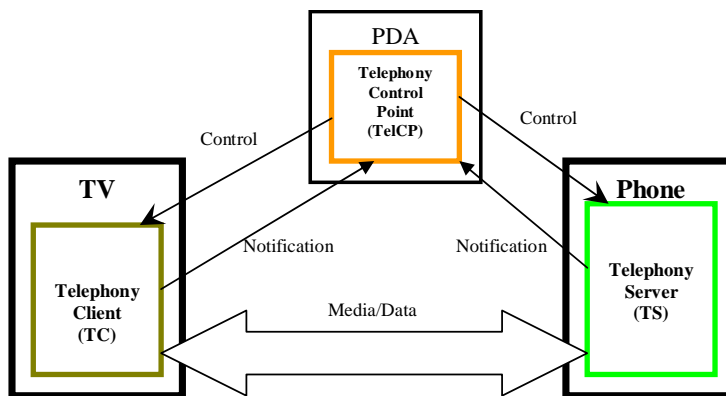 PDA
Telephony
Control
Point
(TelCP)
Control
Control
TV
Phone
Notification
Notification
Telephony
Client
(TC)
Telephony
Server
(TS)
Media/Data